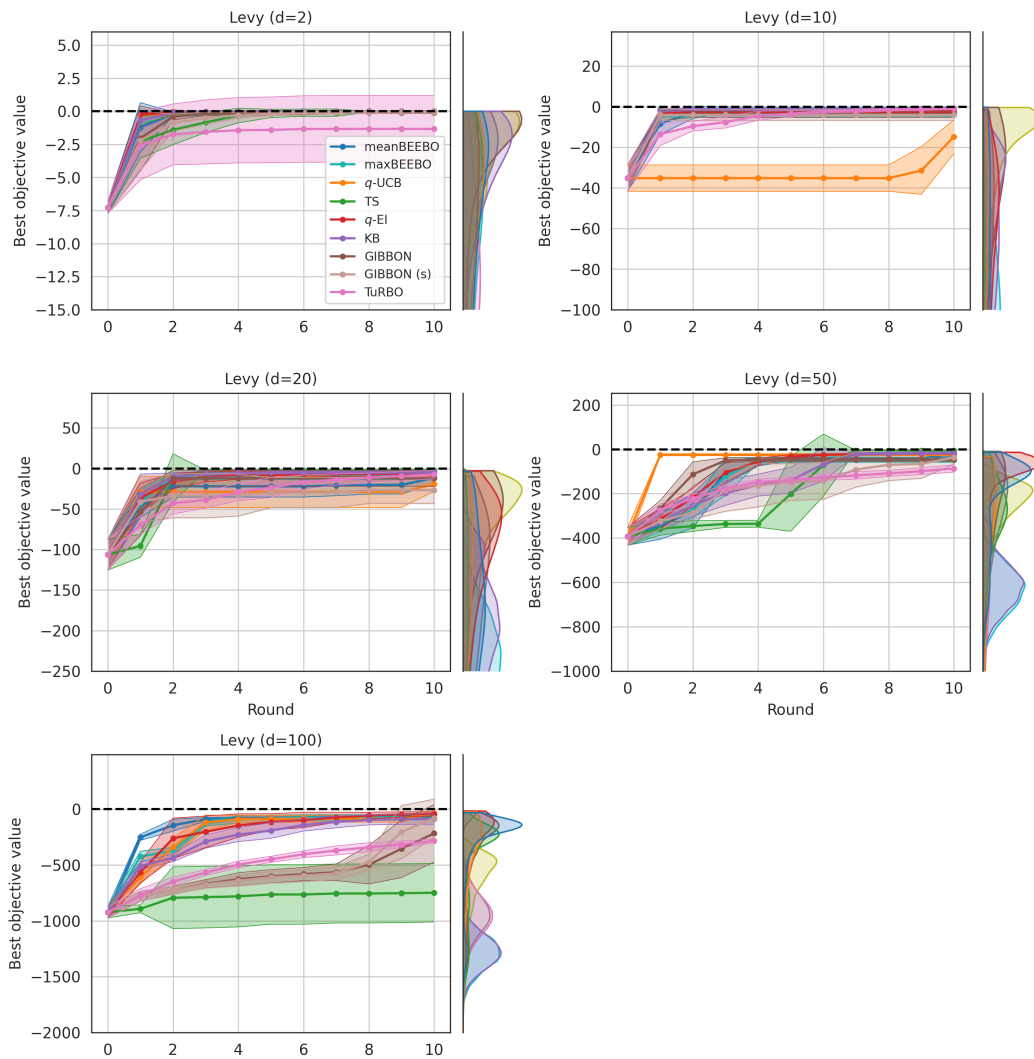 Levy (d=2)
Best objective value
5.0
2.5
0.0
−2.5
−5.0
−7.5
−10.0
−12.5
−15.0
0 2 4 6 8 10
meanBEEBO
maxBEEBO
q-UCB
TS
q-EI
KB
GIBBON
GIBBON (s)
TuRBO
Levy (d=10)
Best objective value
20
0
−20
−40
−60
−80
−100
0 2 4 6 8 10
Levy (d=20)
Best objective value
50
0
−50
−100
−150
−200
−250
0 2 4 6 8 10
Round
Levy (d=50)
Best objective value
200
0
−200
−400
−600
−800
−1000
0 2 4 6 8 10
Round
Levy (d=100)
Best objective value
0
−500
−1000
−1500
−2000
0 2 4 6 8 10